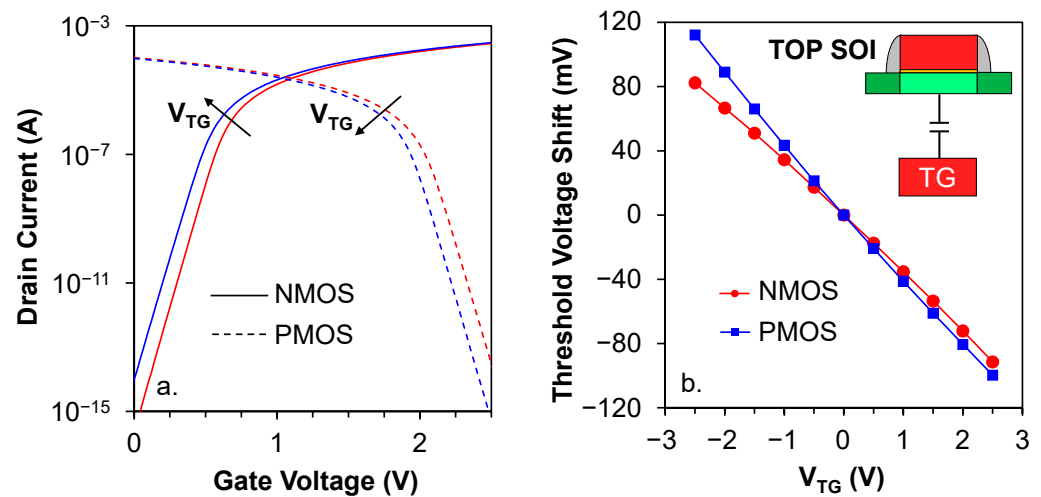 10⁻³
10⁻⁷
10⁻¹¹
10⁻¹⁵
Drain Current (A)
V_TG
V_TG
NMOS
PMOS
a.
0
1
2
Gate Voltage (V)
120
80
40
0
−40
−80
−120
Threshold Voltage Shift (mV)
TOP SOI
TG
NMOS
PMOS
b.
−3
−2
−1
0
1
2
3
V_TG (V)